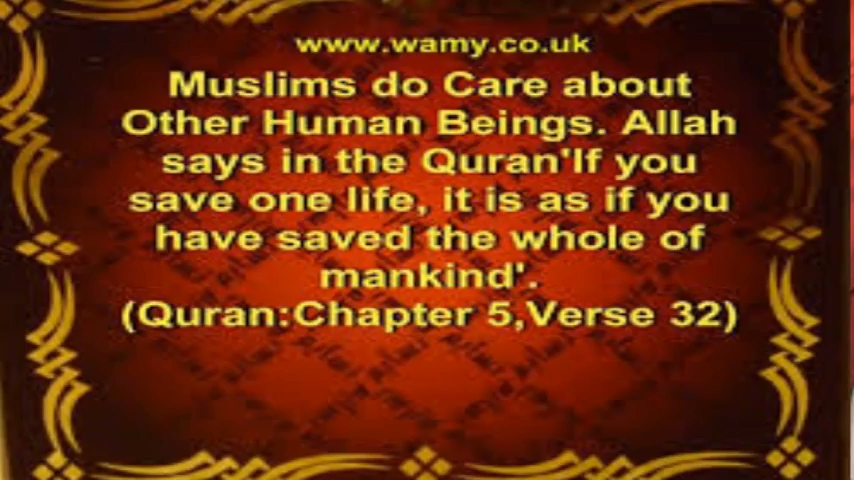 www.wamy.co.uk
Muslims do Care about
Other Human Beings. Allah
says in the Quran'If you
save one life, it is as if you
have saved the whole of
mankind'.
(Quran:Chapter 5,Verse 32)